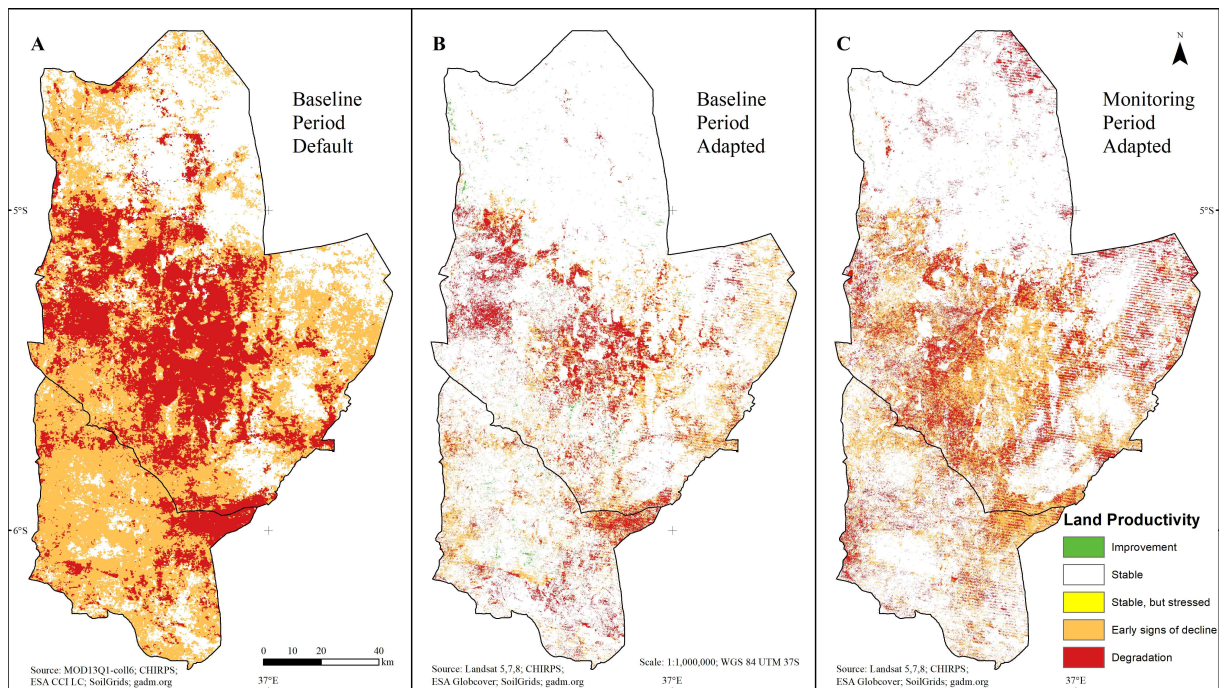 A
Baseline
Period
Default
5°S
6°S
Source: MOD13Q1-coll6; CHIRPS;
ESA CCI LC; SoilGrids; gadm.org
0 10 20 40
km
37°E
B
Baseline
Period
Adapted
Source: Landsat 5,7,8; CHIRPS;
ESA Globcover; SoilGrids; gadm.org
Scale: 1:1,000,000; WGS 84 UTM 37S
37°E
C
N
Monitoring
Period
Adapted
5°S
6°S
Land Productivity
Improvement
Stable
Stable, but stressed
Early signs of decline
Degradation
Source: Landsat 5,7,8; CHIRPS;
ESA Globcover; SoilGrids; gadm.org
37°E